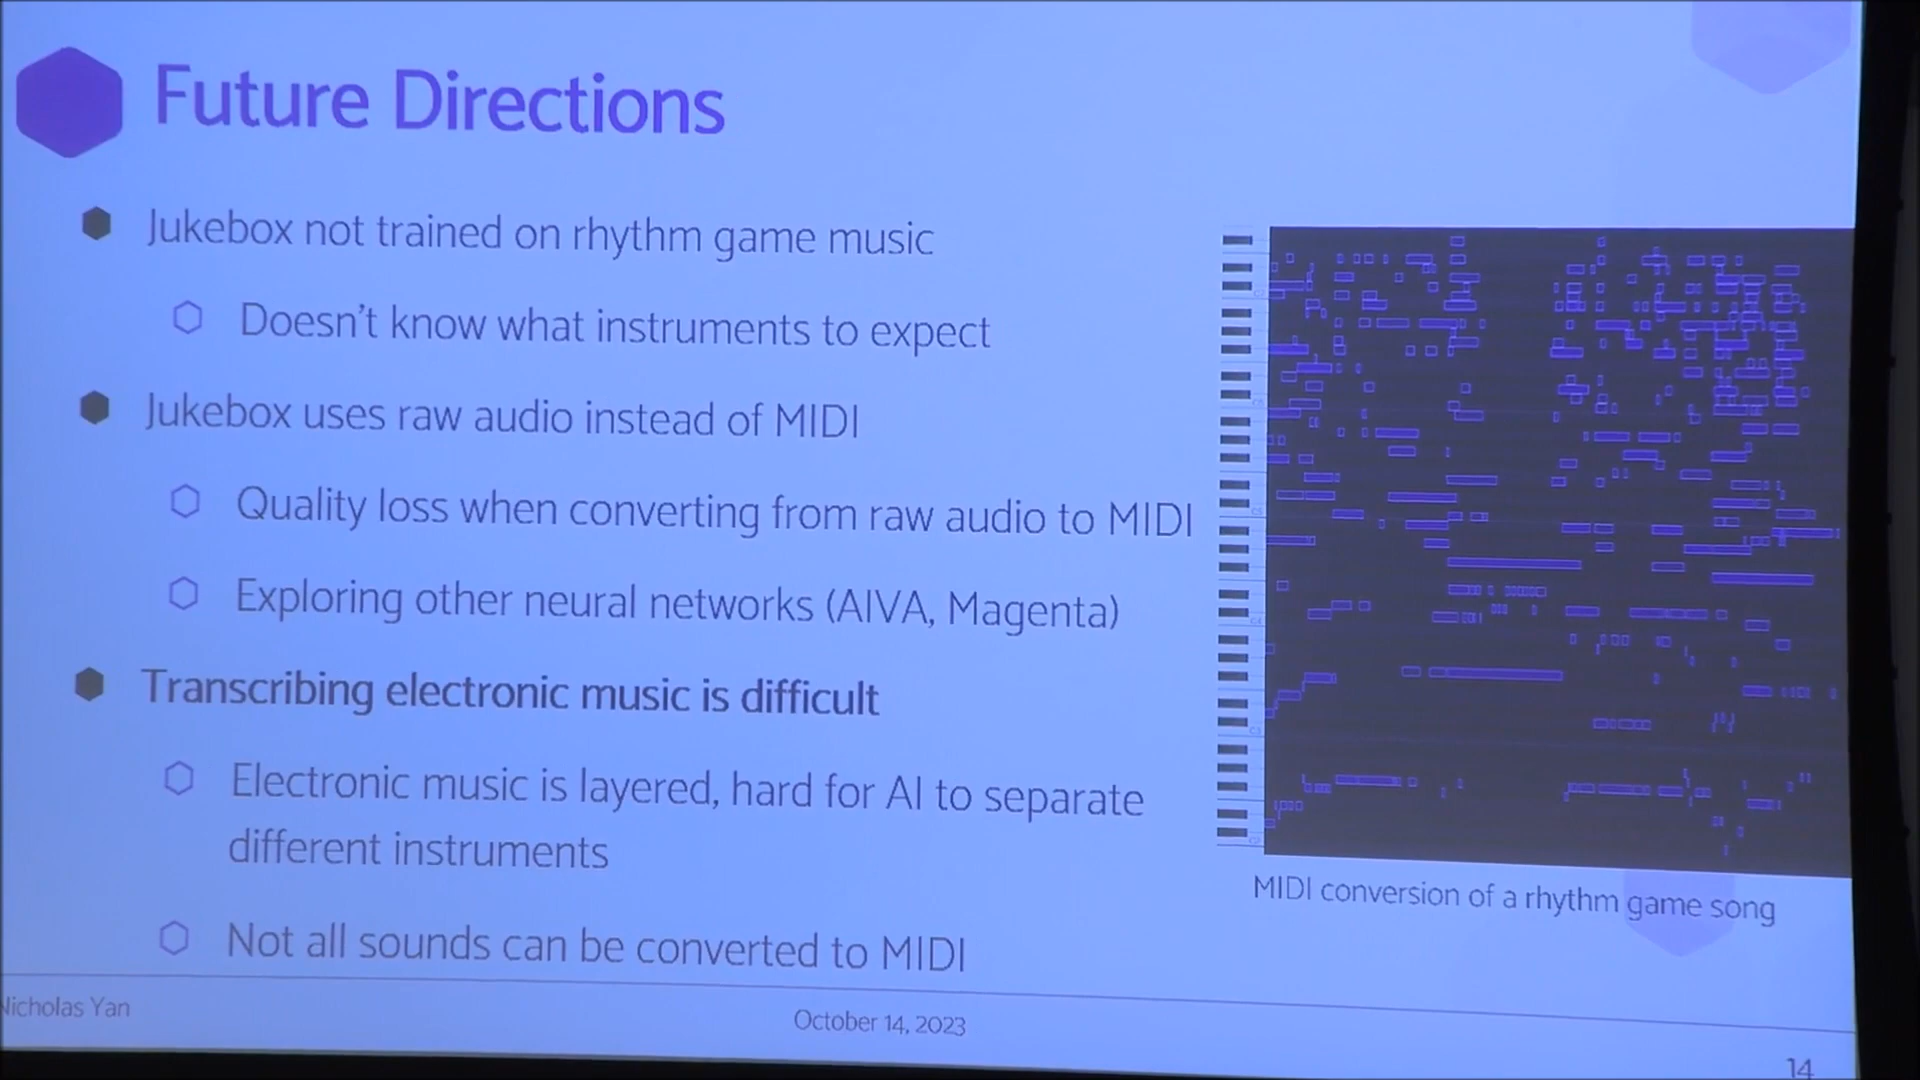 Future Directions
Jukebox not trained on rhythm game music
Doesn't know what instruments to expect
Jukebox uses raw audio instead of MIDI
Quality loss when converting from raw audio to MIDI
Exploring other neural networks (AIVA, Magenta)
Transcribing electronic music is difficult
Electronic music is layered, hard for AI to separate
different instruments
Not all sounds can be converted to MIDI
MIDI conversion of a rhythm game song
Nicholas Yan
October 14, 2023
14